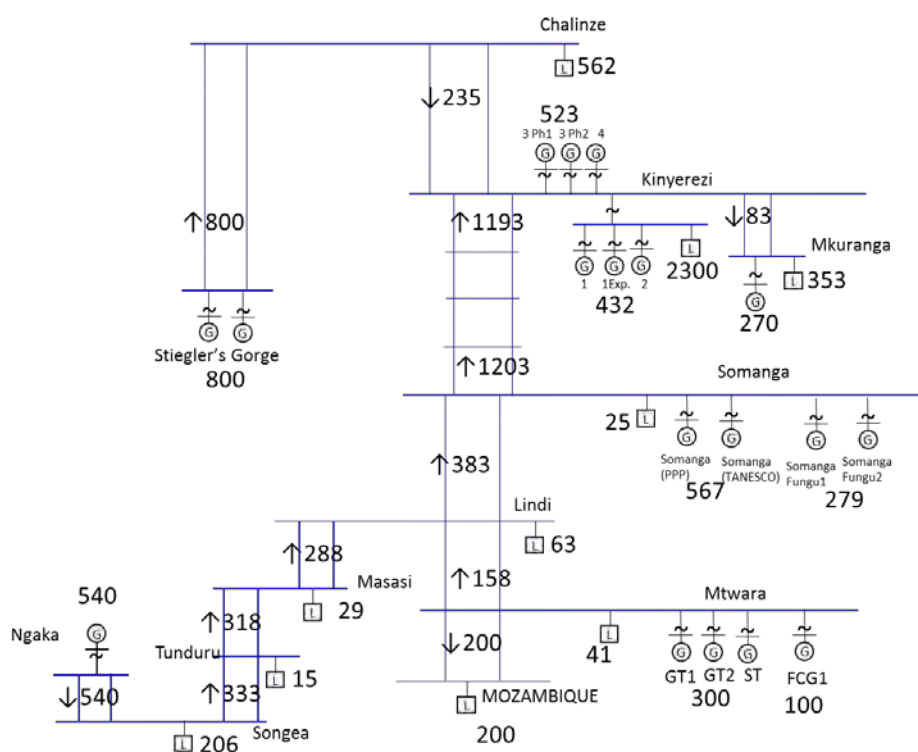 Chalinze
L 562
↓235
523
3 Ph1 3 Ph2 4
G G G
Kinyerezi
↑800
↑1193
↓83
Mkuranga
G G G L
1 1Exp. 2
2300
L 353
432
G
270
G G
Stiegler's Gorge
800
↑1203
Somanga
25 L
G G G G
Somanga (PPP)
Somanga (TANESCO)
Somanga Fungu1
Somanga Fungu2
567
279
↑383
Lindi
L 63
↑288
↑158
Masasi
Mtwara
540
L 29
Ngaka
G
↑318
↓200
L
41
G G G G
GT1 GT2 ST FCG1
300
100
Tunduru
L 15
↓540
↑333
MOZAMBIQUE
L
200
L 206
Songea